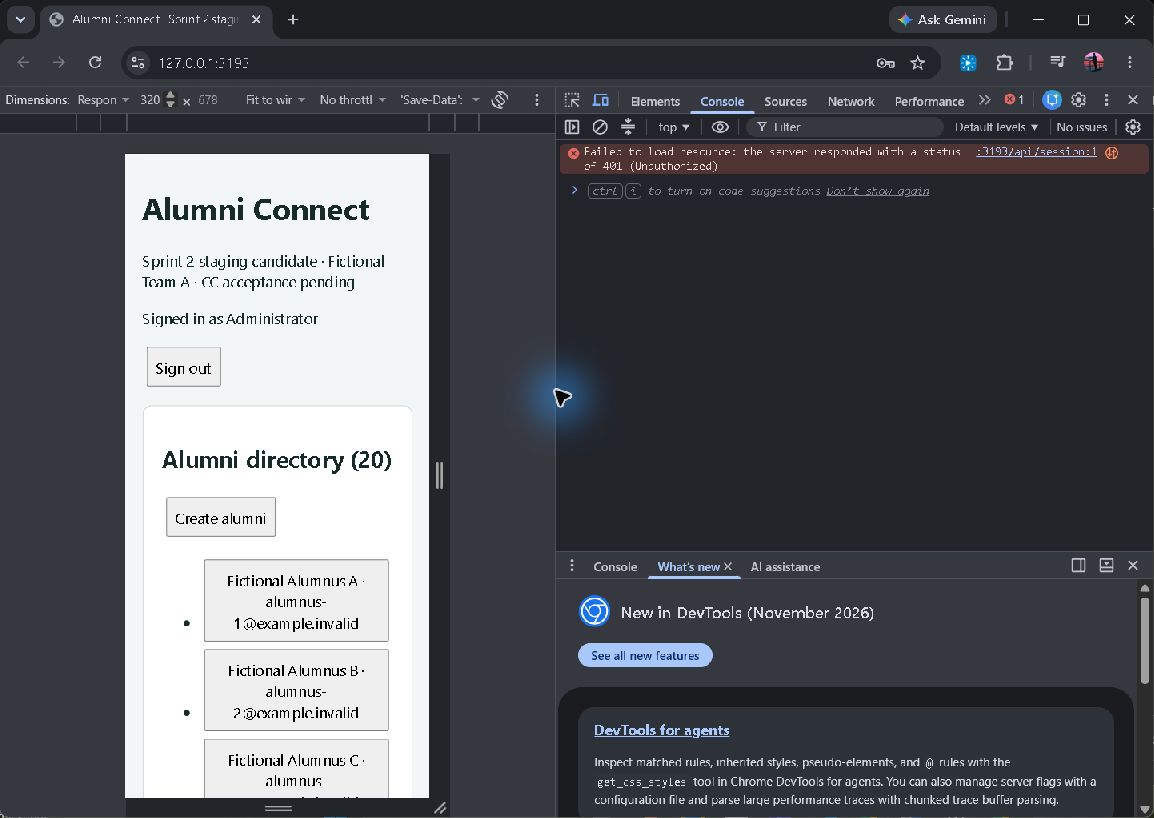 Alumni Connect · Sprint 2 stagi
Ask Gemini
127.0.0.1:3193
Dimensions: Respon 320 x 678 Fit to wir No throttl 'Save-Data':
Elements Console Sources Network Performance 1
top Filter Default levels No issues
Failed to load resource: the server responded with a status :3193/api/session:1
of 401 (Unauthorized)
ctrl i to turn on code suggestions Don't show again
Alumni Connect
Sprint 2 staging candidate · Fictional
Team A · CC acceptance pending
Signed in as Administrator
Sign out
Alumni directory (20)
Create alumni
Fictional Alumnus A ·
alumnus-
1@example.invalid
Fictional Alumnus B ·
alumnus-
2@example.invalid
Fictional Alumnus C ·
alumnus-
Console What's new AI assistance
New in DevTools (November 2026)
See all new features
DevTools for agents
Inspect matched rules, inherited styles, pseudo-elements, and @ rules with the
get_css_styles tool in Chrome DevTools for agents. You can also manage server flags with a
configuration file and parse large performance traces with chunked trace buffer parsing.